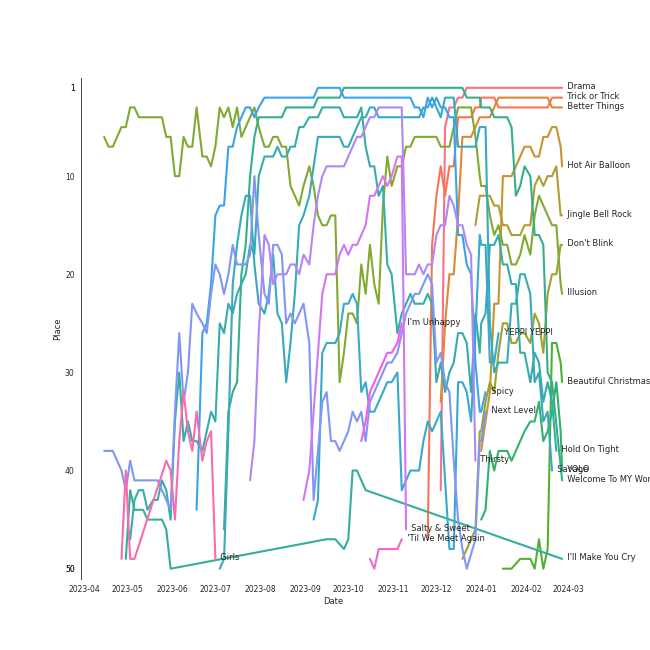 1
Drama
Trick or Trick
Better Things
Hot Air Balloon
10
Jingle Bell Rock
Don't Blink
20
Illusion
I'm Unhappy
YEPPI YEPPI
Place
30
Beautiful Christmas
Spicy
Next Level
Hold On Tight
Thirsty
40
Savage
YOLO
Welcome To MY Wor
Salty & Sweet
'Til We Meet Again
Girls
I'll Make You Cry
50
2023-04
2023-05
2023-06
2023-07
2023-08
2023-09
2023-10
2023-11
2023-12
2024-01
2024-02
2024-03
Date